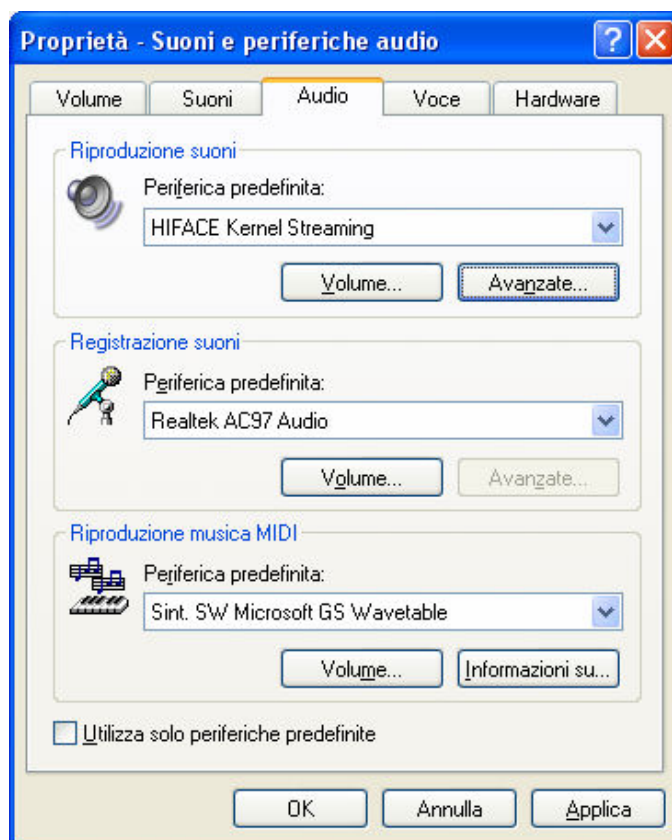 Proprietà - Suoni e periferiche audio
Volume Suoni Audio Voce Hardware
Riproduzione suoni
Periferica predefinita:
HIFACE Kernel Streaming
Volume... Avanzate...
Registrazione suoni
Periferica predefinita:
Realtek AC97 Audio
Volume... Avanzate...
Riproduzione musica MIDI
Periferica predefinita:
Sint. SW Microsoft GS Wavetable
Volume... Informazioni su...
Utilizza solo periferiche predefinite
OK Annulla Applica